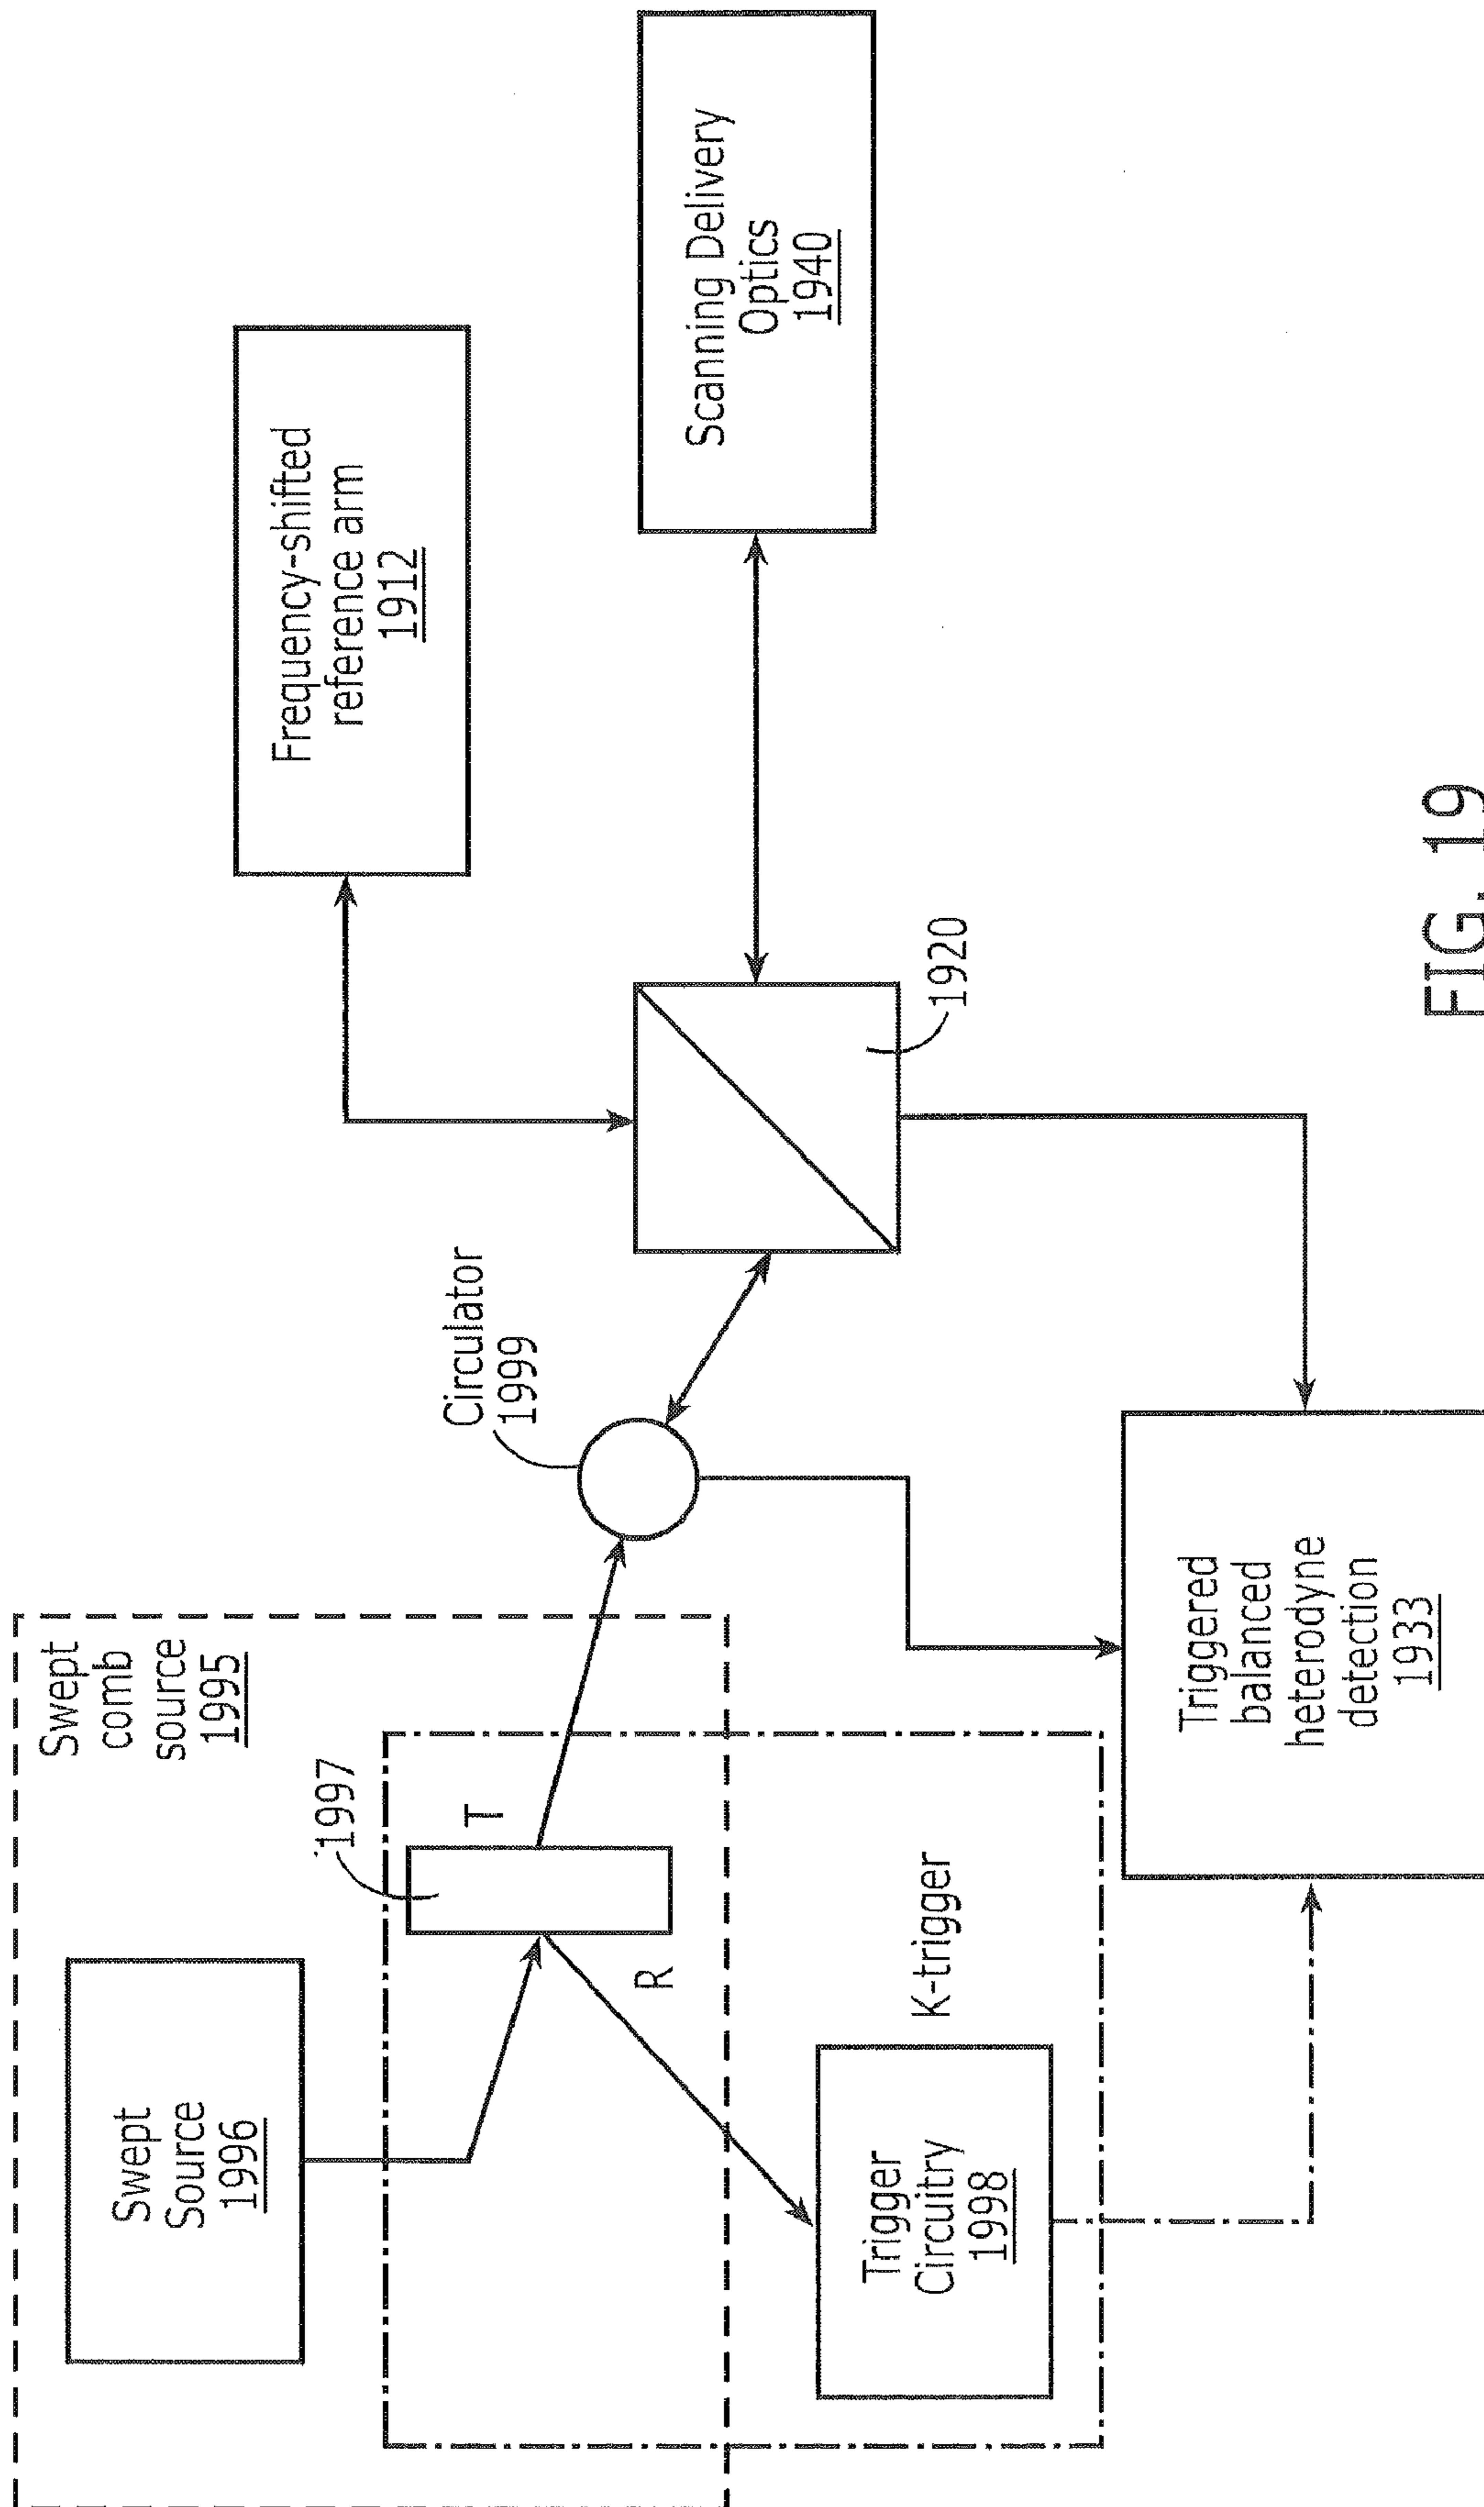 Swept
comb
source
1995
Swept
Source
1996
1997
T
R
K-trigger
Trigger
Circuitry
1998
Circulator
1999
Frequency-shifted
reference arm
1912
Scanning Delivery
Optics
1940
1920
Triggered
balanced
heterodyne
detection
1933
FIG. 19